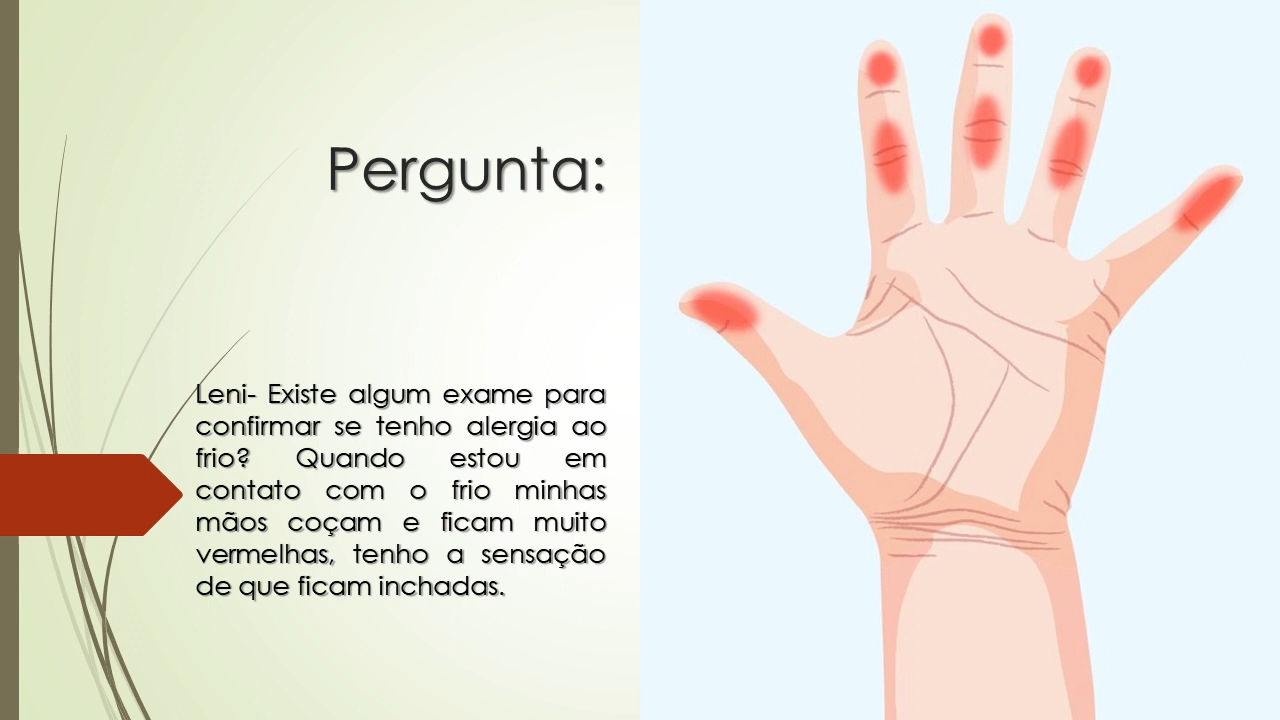 Pergunta:
Leni- Existe algum exame para
confirmar se tenho alergia ao
frio? Quando estou em
contato com o frio minhas
mãos coçam e ficam muito
vermelhas, tenho a sensação
de que ficam inchadas.